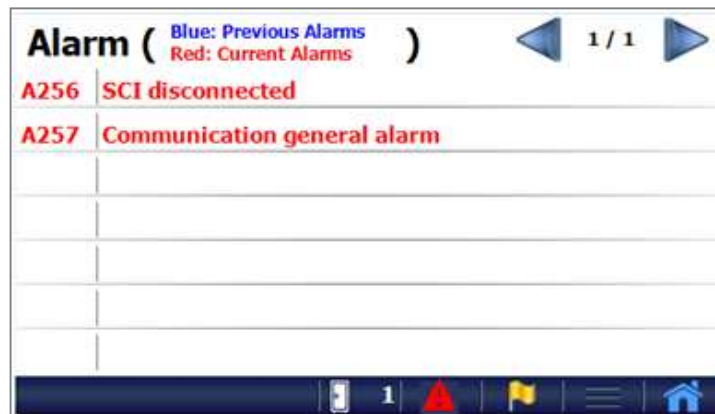 Alarm ( Blue: Previous Alarms )
Red: Current Alarms
1 / 1
A256 SCI disconnected
A257 Communication general alarm
1